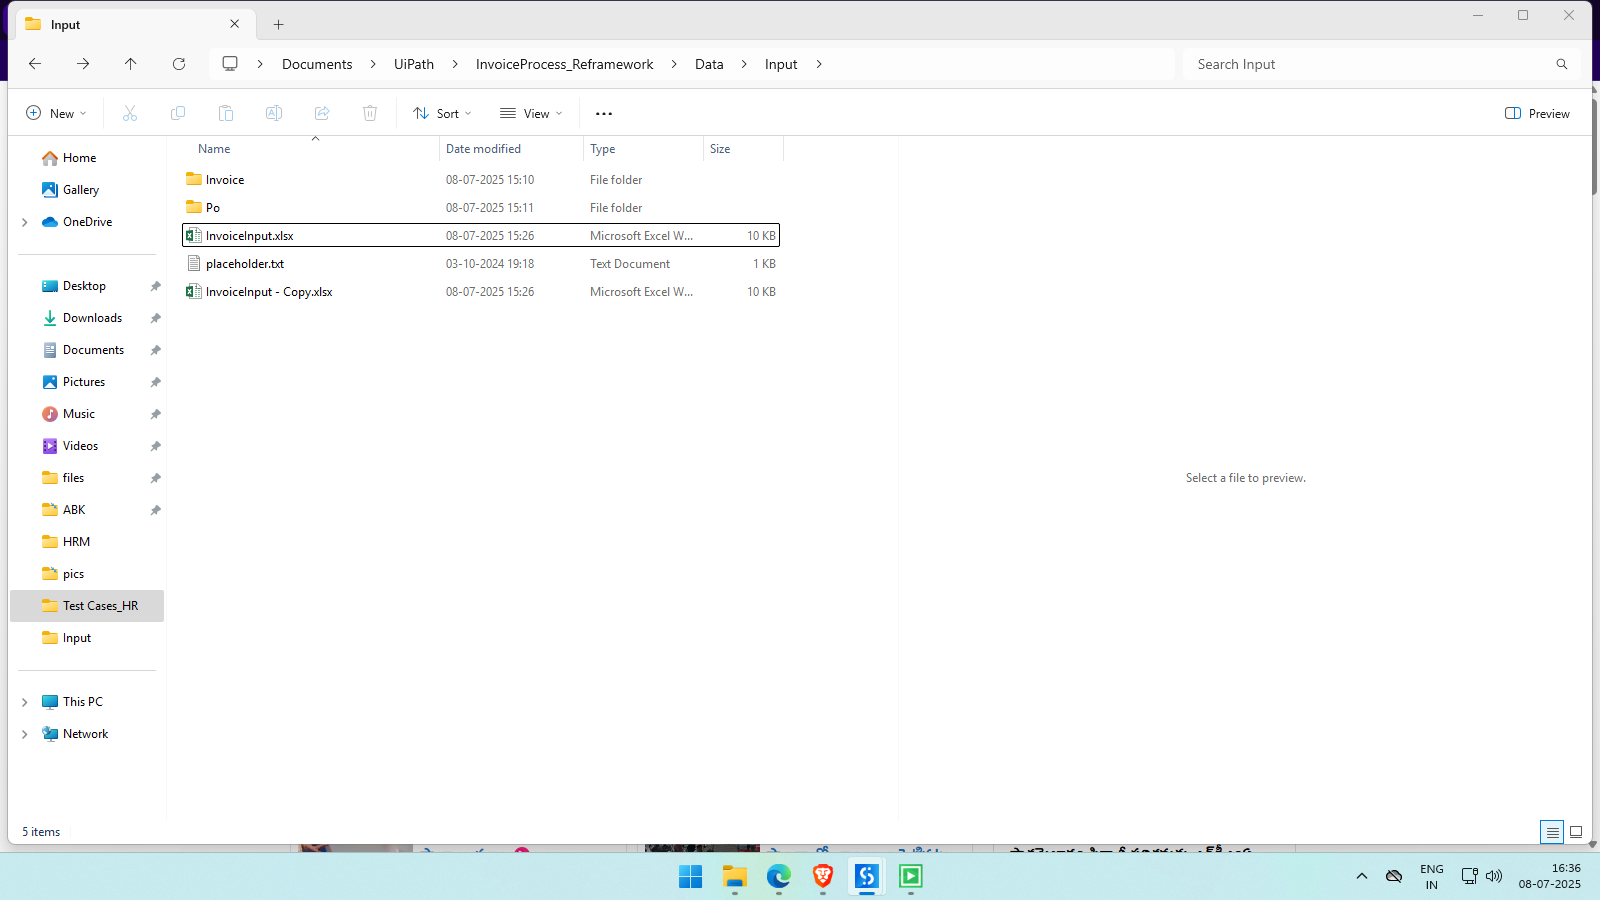 Input
Documents
UiPath
InvoiceProcess_Reframework
Data
Input
Search Input
New
Sort
View
Preview
Home
Gallery
OneDrive
Desktop
Downloads
Documents
Pictures
Music
Videos
files
ABK
HRM
pics
Test Cases_HR
Input
This PC
Network
Name Date modified Type Size
Invoice 08-07-2025 15:10 File folder
Po 08-07-2025 15:11 File folder
InvoiceInput.xlsx 08-07-2025 15:26 Microsoft Excel W... 10 KB
placeholder.txt 03-10-2024 19:18 Text Document 1 KB
InvoiceInput - Copy.xlsx 08-07-2025 15:26 Microsoft Excel W... 10 KB
Select a file to preview.
5 items
ENG
IN
16:36
08-07-2025